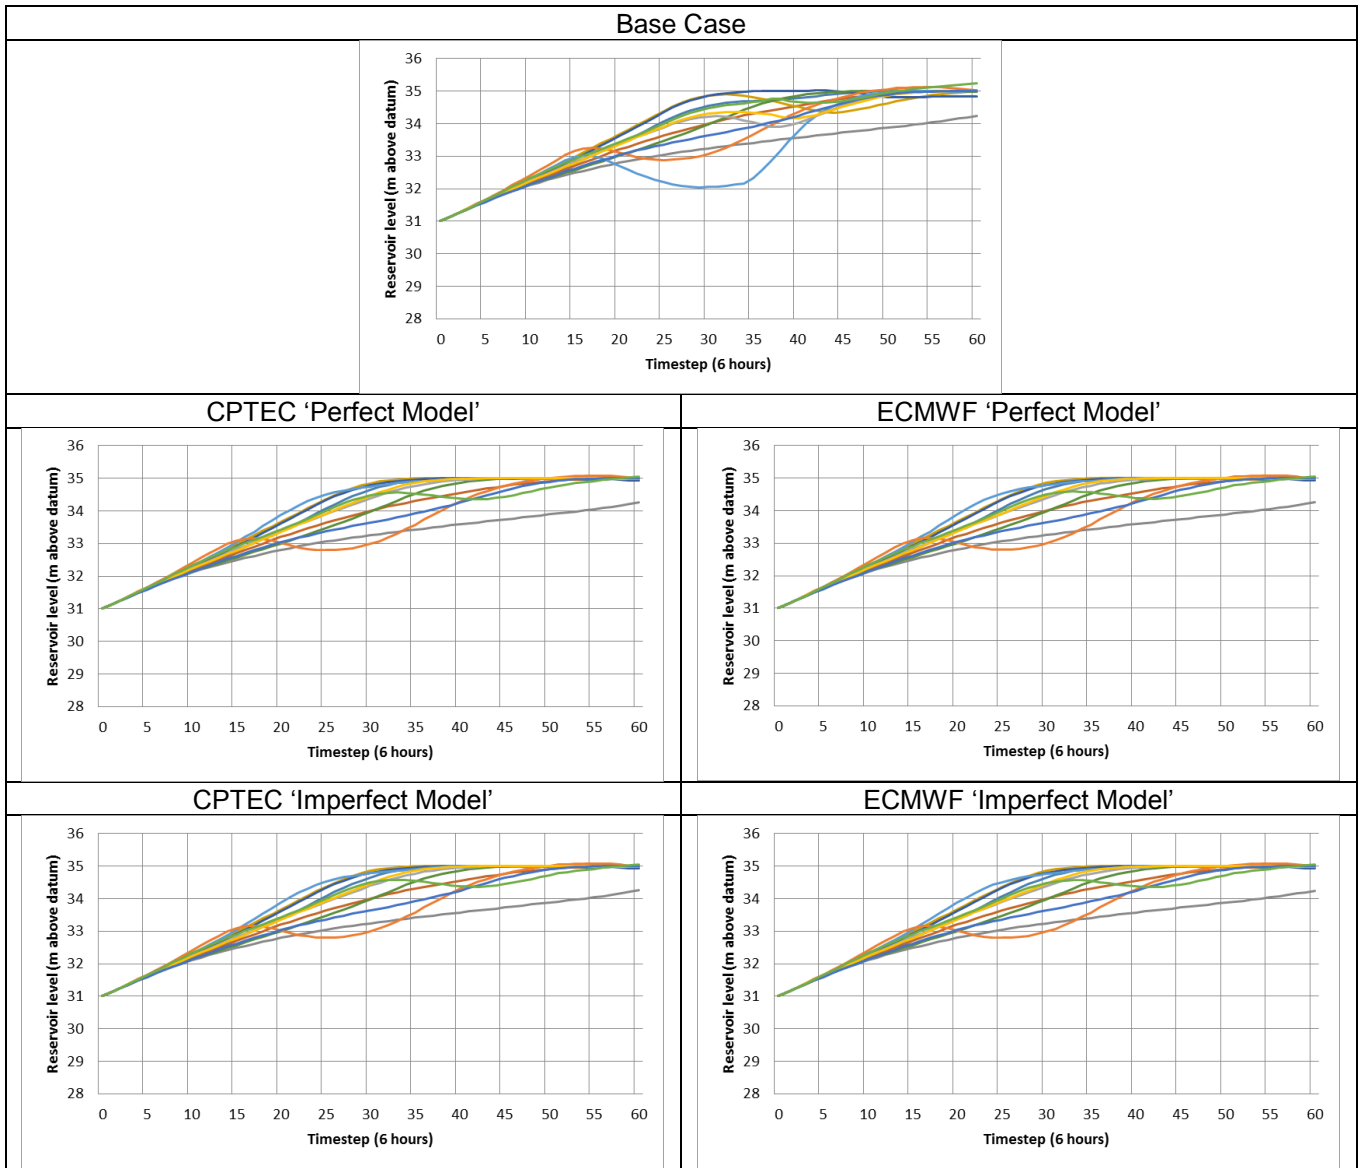 Base Case
Reservoir level (m above datum)
36
35
34
33
32
31
30
29
28
0 5 10 15 20 25 30 35 40 45 50 55 60
Timestep (6 hours)
CPTEC ‘Perfect Model’
ECMWF ‘Perfect Model’
Reservoir level (m above datum)
36
35
34
33
32
31
30
29
28
0 5 10 15 20 25 30 35 40 45 50 55 60
Timestep (6 hours)
Reservoir level (m above datum)
36
35
34
33
32
31
30
29
28
0 5 10 15 20 25 30 35 40 45 50 55 60
Timestep (6 hours)
CPTEC ‘Imperfect Model’
ECMWF ‘Imperfect Model’
Reservoir level (m above datum)
36
35
34
33
32
31
30
29
28
0 5 10 15 20 25 30 35 40 45 50 55 60
Timestep (6 hours)
Reservoir level (m above datum)
36
35
34
33
32
31
30
29
28
0 5 10 15 20 25 30 35 40 45 50 55 60
Timestep (6 hours)